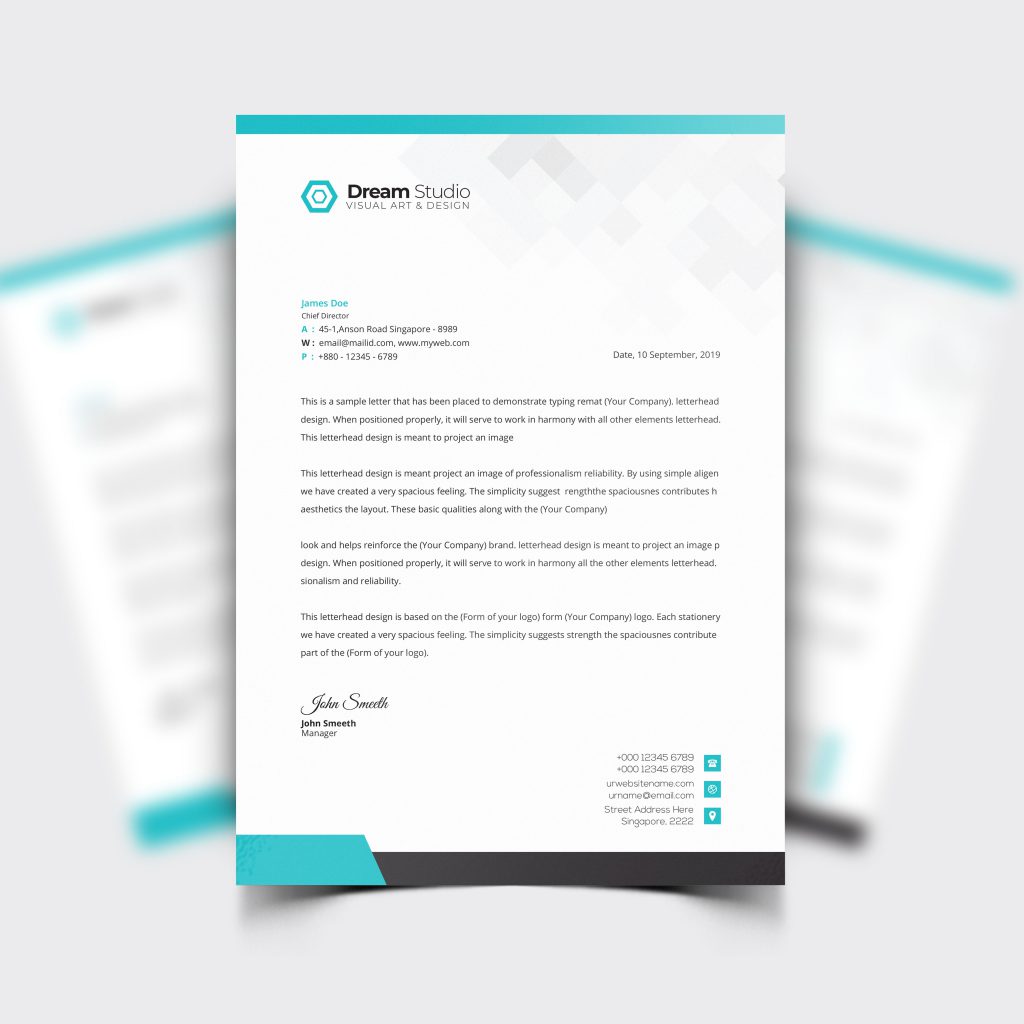 Dream Studio
VISUAL ART & DESIGN
James Doe
Chief Director
A : 45-1,Anson Road Singapore - 8989
W : email@mailid.com, www.myweb.com
P : +880 - 12345 - 6789
Date, 10 September, 2019
This is a sample letter that has been placed to demonstrate typing remat (Your Company). letterhead
design. When positioned properly, it will serve to work in harmony with all other elements letterhead.
This letterhead design is meant to project an image
This letterhead design is meant project an image of professionalism reliability. By using simple aligen
we have created a very spacious feeling. The simplicity suggest rengththe spaciousnes contributes h
aesthetics the layout. These basic qualities along with the (Your Company)
look and helps reinforce the (Your Company) brand. letterhead design is meant to project an image p
design. When positioned properly, it will serve to work in harmony all the other elements letterhead.
sionalism and reliability.
This letterhead design is based on the (Form of your logo) form (Your Company) logo. Each stationery
we have created a very spacious feeling. The simplicity suggests strength the spaciousnes contribute
part of the (Form of your logo).
John Smeeth
John Smeeth
Manager
+000 12345 6789
+000 12345 6789
urwebsitename.com
urname@email.com
Street Address Here
Singapore, 2222